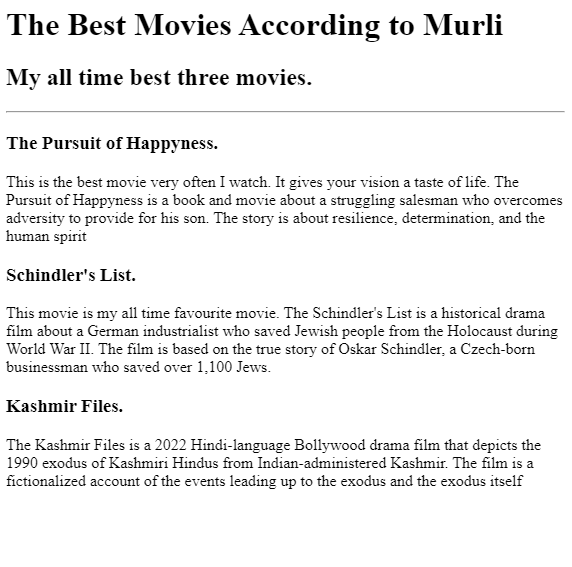 The Best Movies According to Murli
My all time best three movies.
The Pursuit of Happyness.
This is the best movie very often I watch. It gives your vision a taste of life. The
Pursuit of Happyness is a book and movie about a struggling salesman who overcomes
adversity to provide for his son. The story is about resilience, determination, and the
human spirit
Schindler's List.
This movie is my all time favourite movie. The Schindler's List is a historical drama
film about a German industrialist who saved Jewish people from the Holocaust during
World War II. The film is based on the true story of Oskar Schindler, a Czech-born
businessman who saved over 1,100 Jews.
Kashmir Files.
The Kashmir Files is a 2022 Hindi-language Bollywood drama film that depicts the
1990 exodus of Kashmiri Hindus from Indian-administered Kashmir. The film is a
fictionalized account of the events leading up to the exodus and the exodus itself